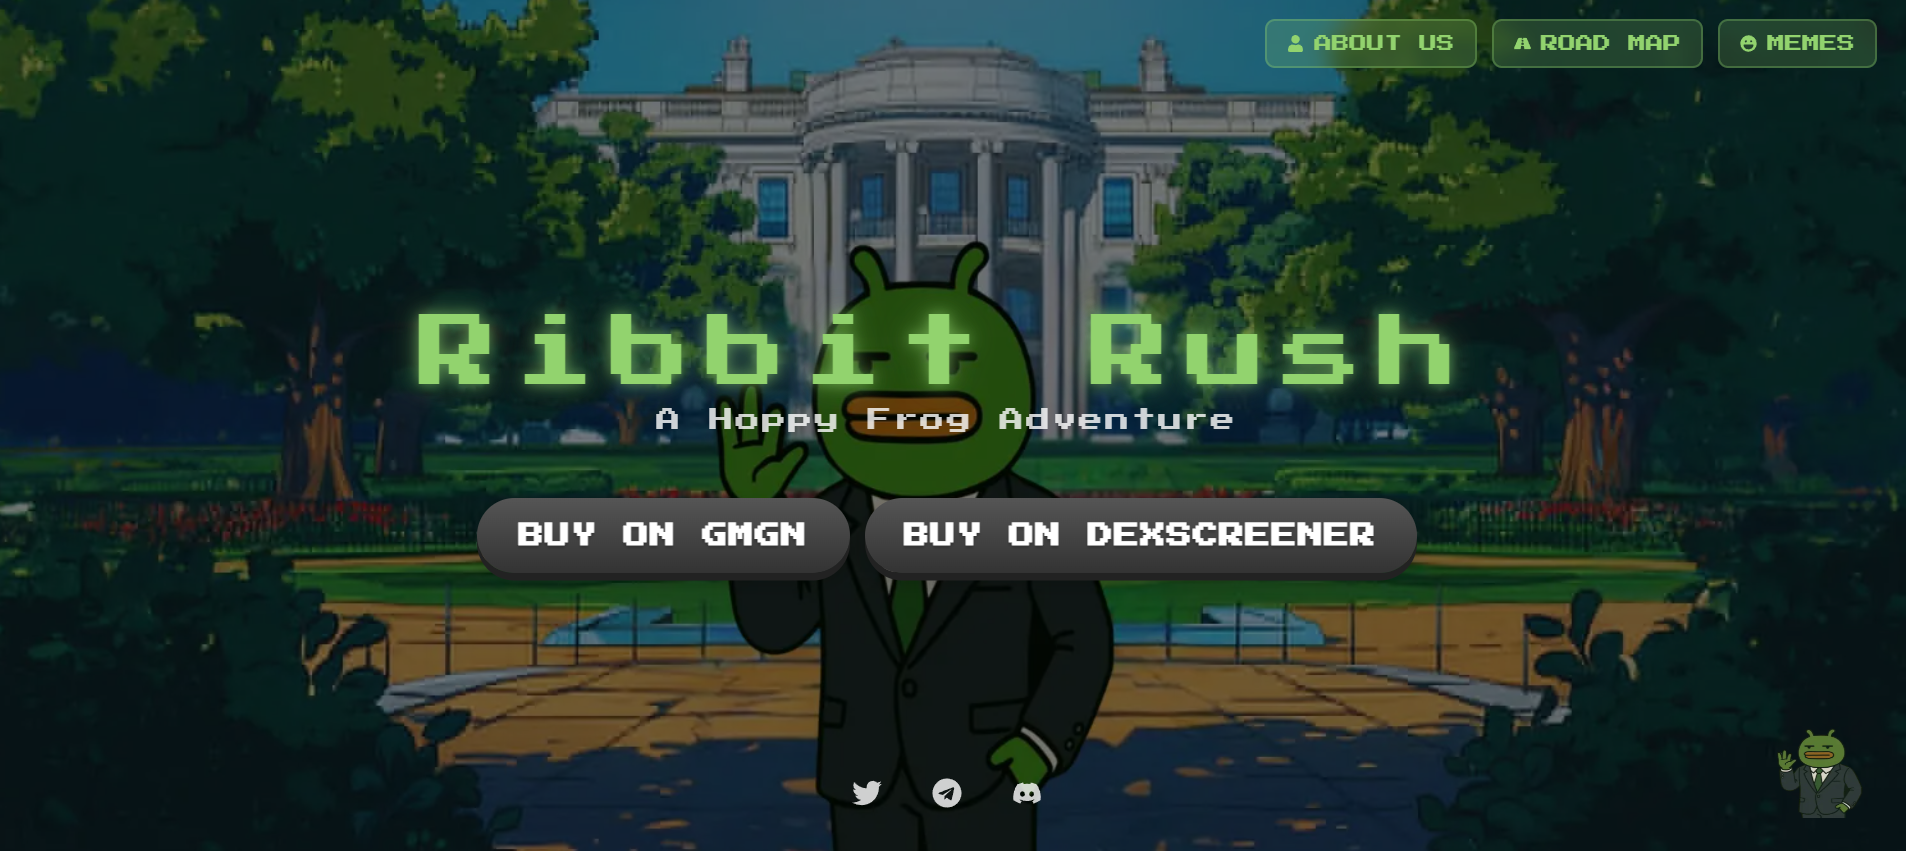 ABOUT US
ROAD MAP
MEMES
Ribbit Rush
A Hoppy Frog Adventure
BUY ON GMGN
BUY ON DEXSCREENER